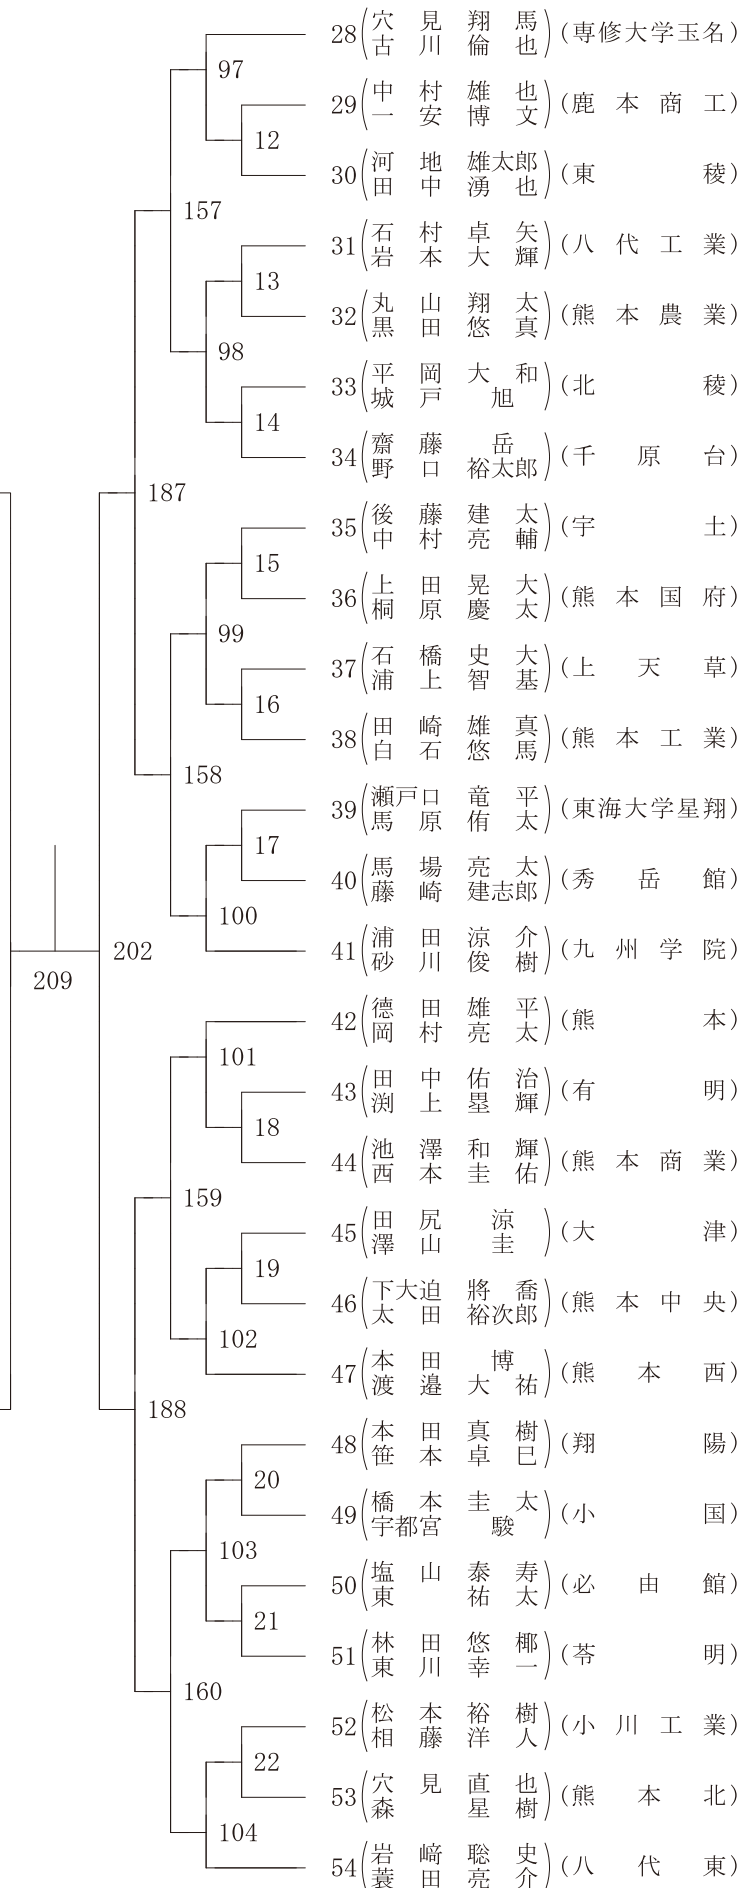 28(穴見翔馬 古川倫也)(専修大学玉名)
97
29(中村雄也 一安博文)(鹿本商工)
12
30(河地雄太郎 田中湧也)(東稜)
157
31(石村卓矢 岩本大輝)(八代工業)
13
32(丸山翔太 黒田悠真)(熊本農業)
98
33(平岡大和 城戸旭)(北稜)
14
34(齋藤岳 野口裕太郎)(千原台)
187
35(後藤建太 中村亮輔)(宇土)
15
36(上田晃大 桐原慶太)(熊本国府)
99
37(石橋史大 浦上智基)(上天草)
16
38(田崎雄真 白石悠馬)(熊本工業)
158
39(瀬戸口竜平 馬原侑太)(東海大学星翔)
17
40(馬場亮太 藤崎建志郎)(秀岳館)
100
41(浦田涼介 砂川俊樹)(九州学院)
202
209
42(德田雄平 岡村亮太)(熊本)
101
43(田中佑治 渕上塁輝)(有明)
18
44(池澤和輝 西本圭佑)(熊本商業)
159
45(田尻涼 澤山圭)(大津)
19
46(下大迫將喬 太田裕次郎)(熊本中央)
102
47(本田博 渡邉大祐)(熊本西)
188
48(本田真樹 笹本卓巳)(翔陽)
20
49(橋本圭太 宇都宮駿)(小国)
103
50(塩山泰寿 東祐太)(必由館)
21
51(林田悠椰 東川幸一)(苓明)
160
52(松本裕樹 相藤洋人)(小川工業)
22
53(穴見直也 森星樹)(熊本北)
104
54(岩﨑聡史 蓑田亮介)(八代東)